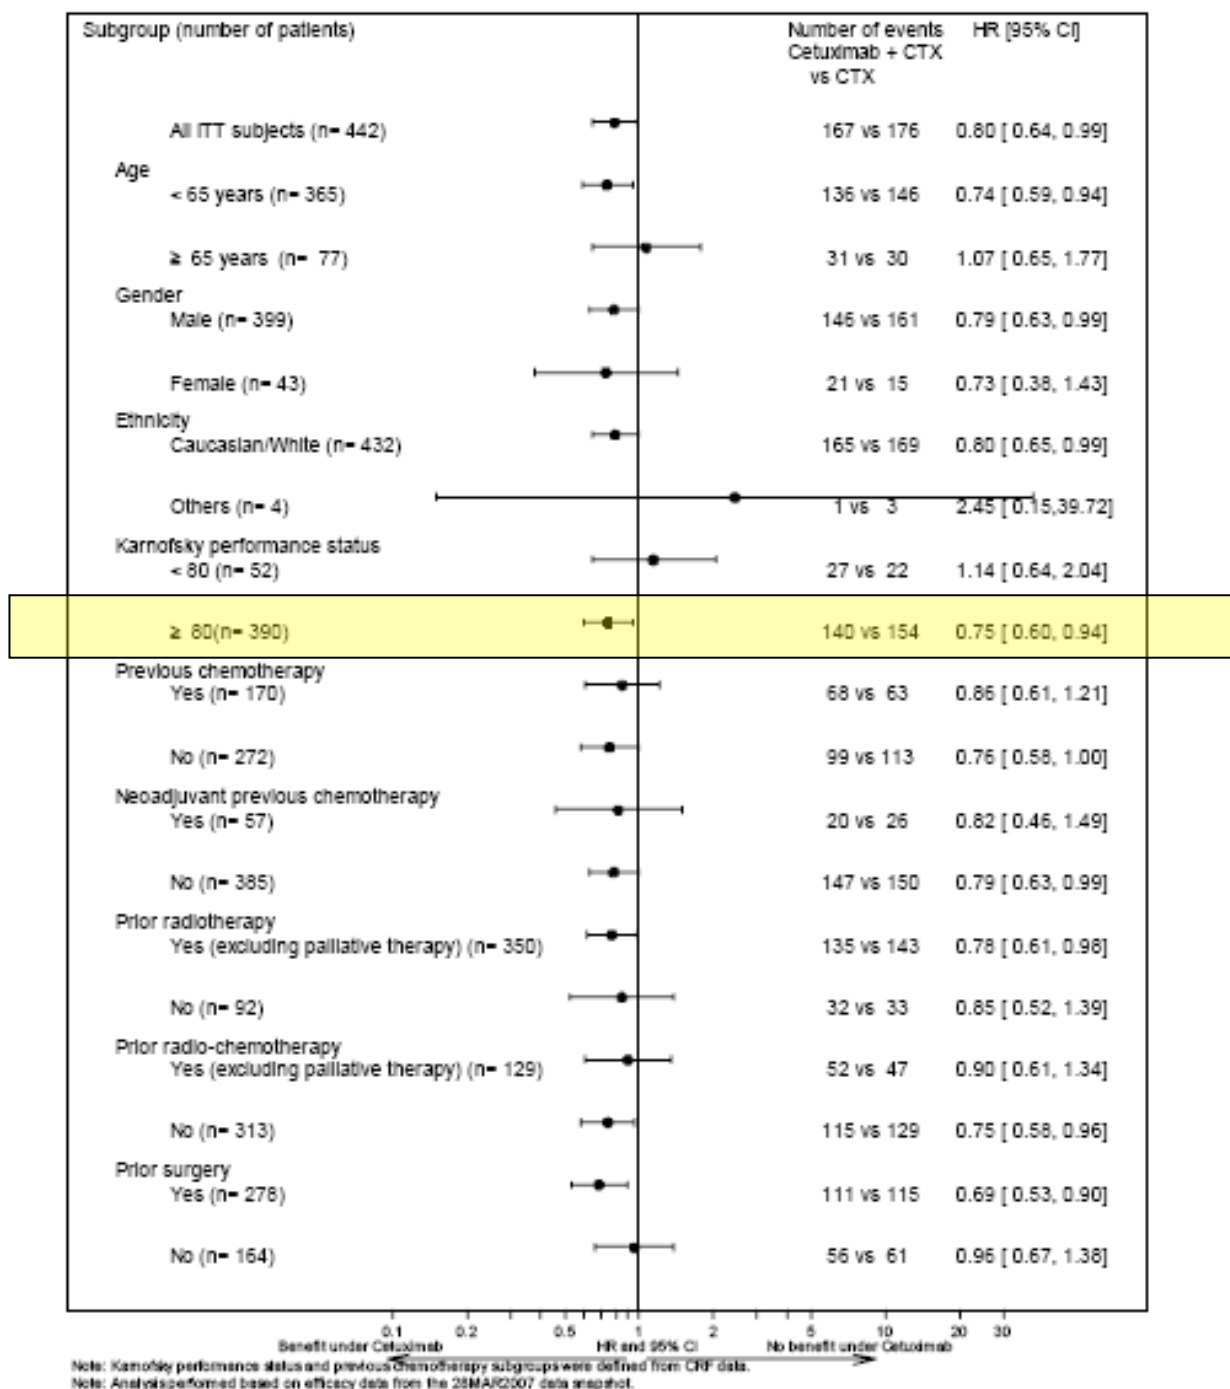 Subgroup (number of patients) Number of events HR [95% CI]
Cetuximab + CTX
vs CTX
All ITT subjects (n= 442) 167 vs 176 0.80 [ 0.64, 0.99]
Age
< 65 years (n= 365) 136 vs 146 0.74 [ 0.59, 0.94]
≥ 65 years (n= 77) 31 vs 30 1.07 [ 0.65, 1.77]
Gender
Male (n= 399) 146 vs 161 0.79 [ 0.63, 0.99]
Female (n= 43) 21 vs 15 0.73 [ 0.38, 1.43]
Ethnicity
Caucasian/White (n= 432) 165 vs 169 0.80 [ 0.65, 0.99]
Others (n= 4) 1 vs 3 2.45 [ 0.15,39.72]
Karnofsky performance status
< 80 (n= 52) 27 vs 22 1.14 [ 0.64, 2.04]
≥ 80(n= 390) 140 vs 154 0.75 [ 0.60, 0.94]
Previous chemotherapy
Yes (n= 170) 68 vs 63 0.86 [ 0.61, 1.21]
No (n= 272) 99 vs 113 0.76 [ 0.58, 1.00]
Neoadjuvant previous chemotherapy
Yes (n= 57) 20 vs 26 0.82 [ 0.46, 1.49]
No (n= 385) 147 vs 150 0.79 [ 0.63, 0.99]
Prior radiotherapy
Yes (excluding palliative therapy) (n= 350) 135 vs 143 0.78 [ 0.61, 0.98]
No (n= 92) 32 vs 33 0.85 [ 0.52, 1.39]
Prior radio-chemotherapy
Yes (excluding palliative therapy) (n= 129) 52 vs 47 0.90 [ 0.61, 1.34]
No (n= 313) 115 vs 129 0.75 [ 0.58, 0.96]
Prior surgery
Yes (n= 278) 111 vs 115 0.69 [ 0.53, 0.90]
No (n= 164) 56 vs 61 0.96 [ 0.67, 1.38]
0.1 0.2 0.5 1 2 5 10 20 30
Benefit under Cetuximab HR and 95% CI No benefit under Cetuximab
Note: Karnofsky performance status and previous chemotherapy subgroups were defined from CRF data.
Note: Analysis performed based on efficacy data from the 28MAR2007 data snapshot.